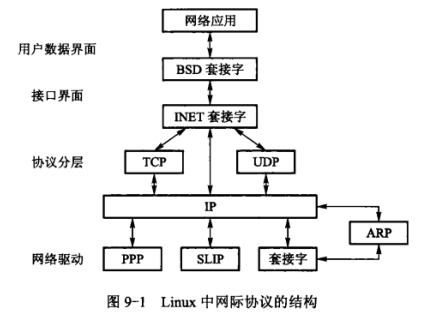 网络应用
用户数据界面
BSD 套接字
接口界面
INET 套接字
协议分层
TCP
UDP
IP
ARP
网络驱动
PPP
SLIP
套接字
图 9-1 Linux 中网际协议的结构